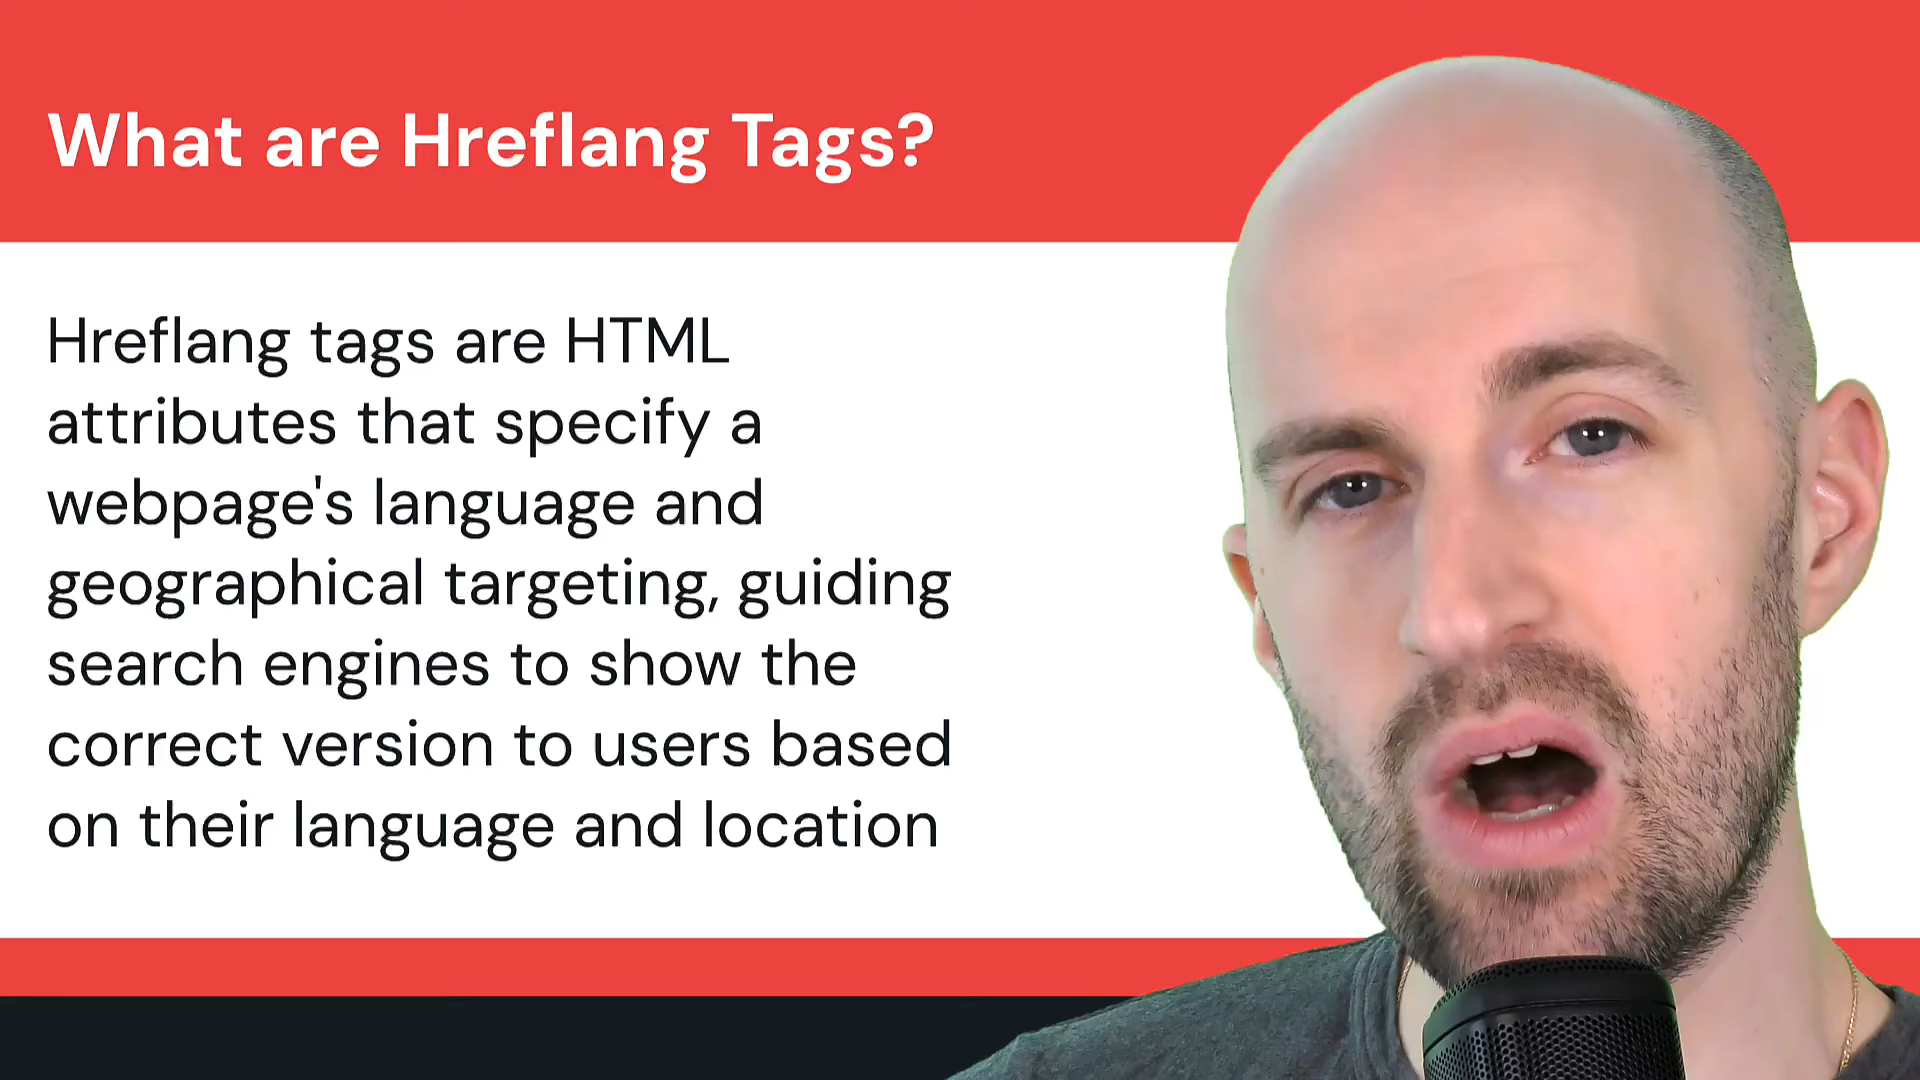 What are Hreflang Tags?
Hreflang tags are HTML
attributes that specify a
webpage's language and
geographical targeting, guiding
search engines to show the
correct version to users based
on their language and location